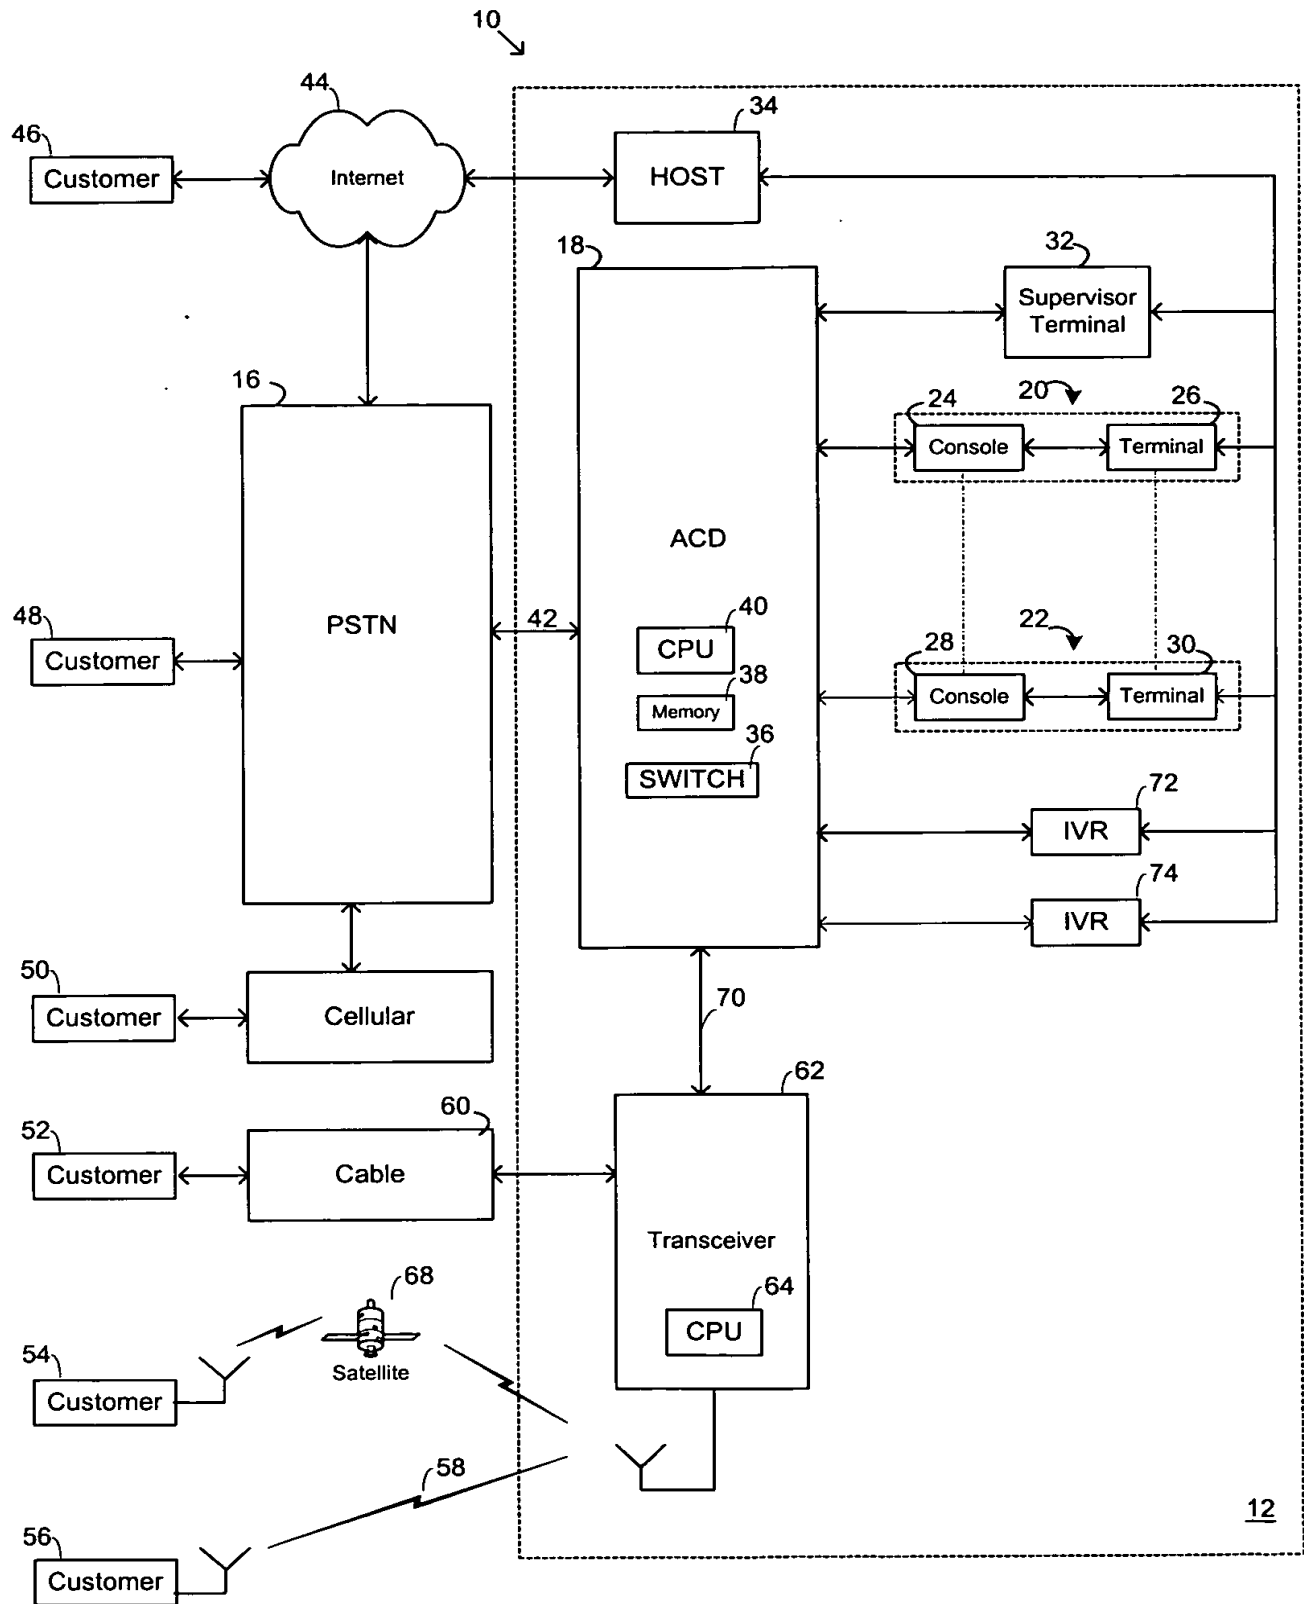 10
44
34
46
Customer
Internet
HOST
18
32
Supervisor
Terminal
16
20
24
26
Console
Terminal
ACD
48
Customer
PSTN
42
40
CPU
22
28
30
38
Memory
Console
Terminal
36
SWITCH
72
IVR
74
IVR
50
Customer
Cellular
70
62
60
52
Customer
Cable
Transceiver
68
64
CPU
54
Satellite
Customer
58
12
56
Customer